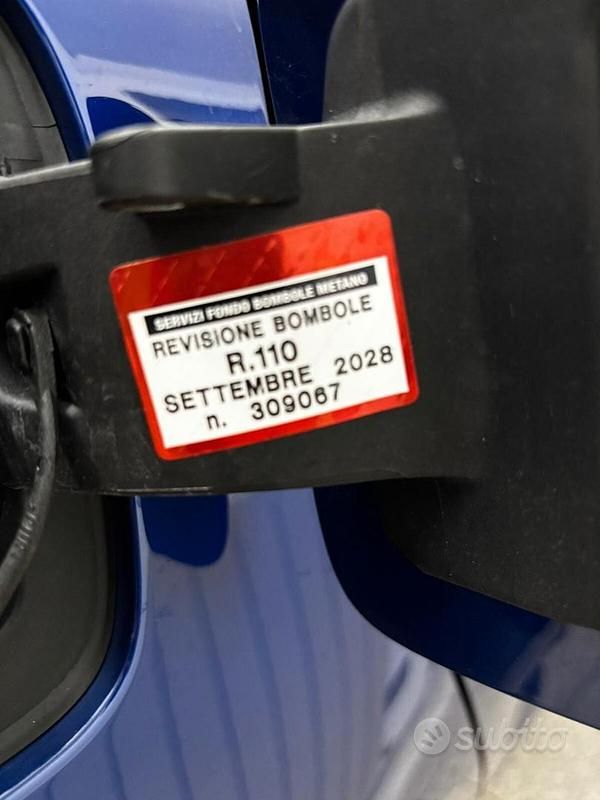 SERVIZI FONDO BOMBOLE METANO
REVISIONE BOMBOLE
R.110
SETTEMBRE 2028
n. 309067
subito